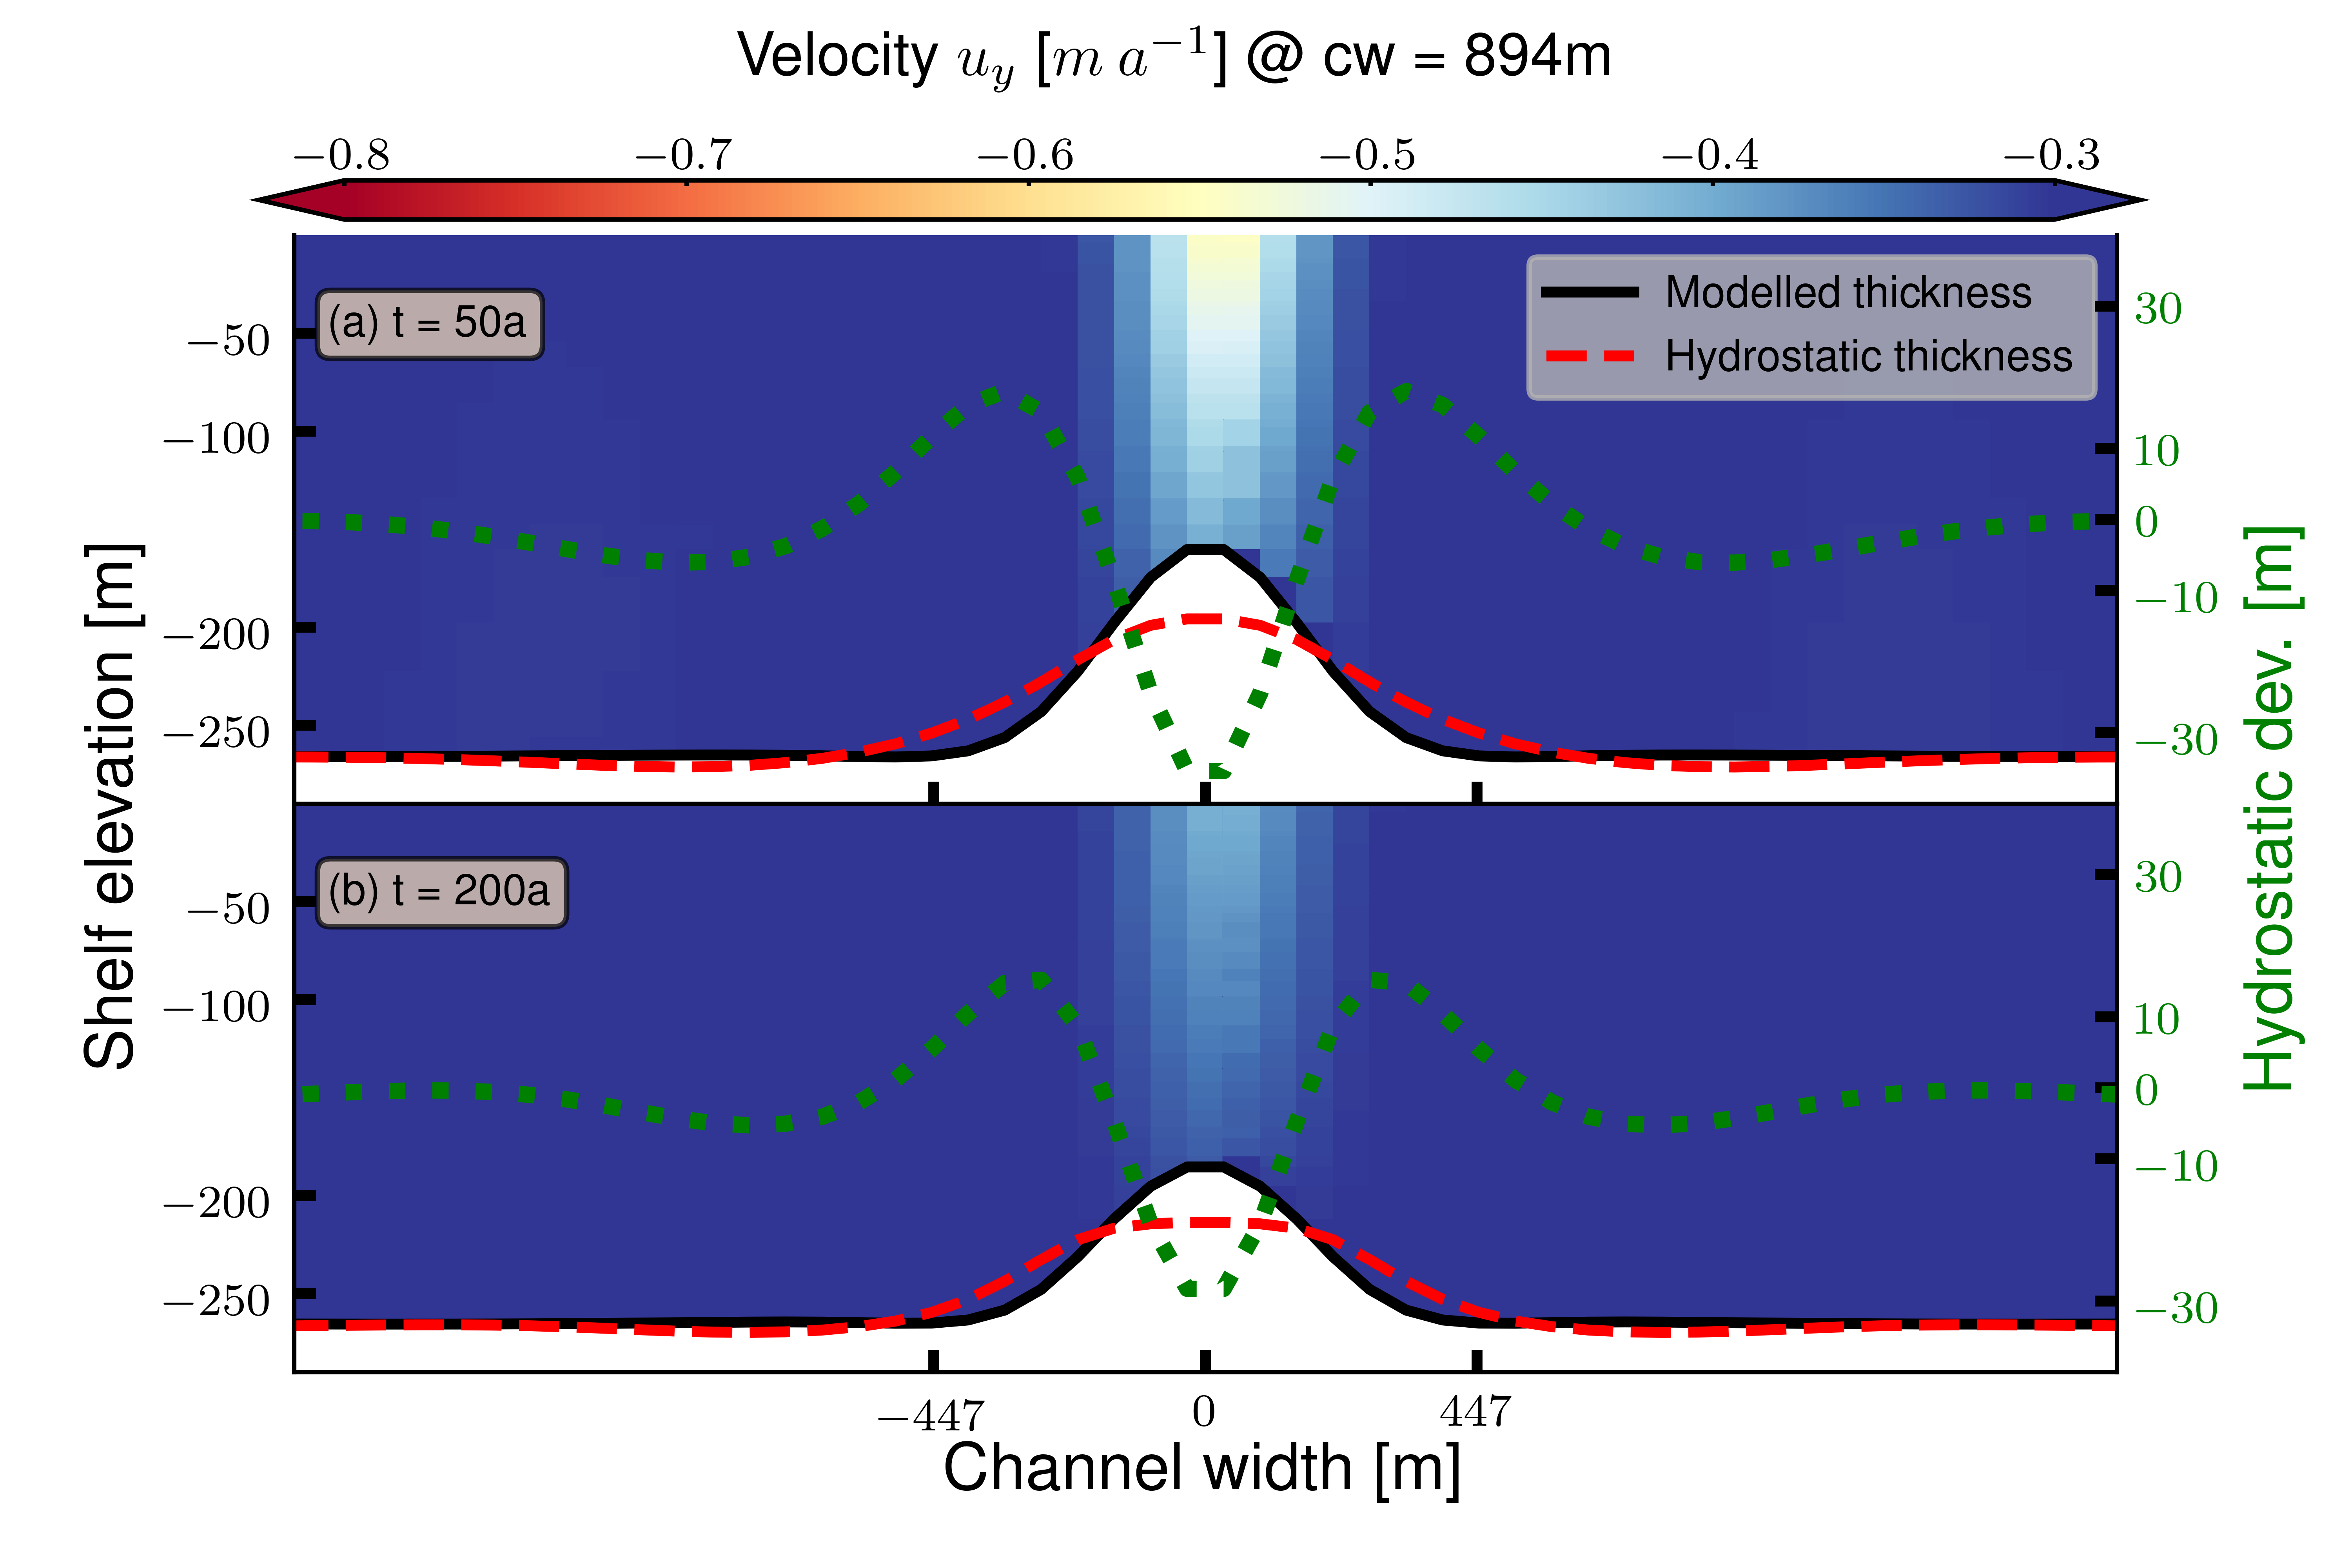 Velocity u_y [m a^{-1}] @ cw = 894m
−0.8 −0.7 −0.6 −0.5 −0.4 −0.3
(a) t = 50a
Modelled thickness
Hydrostatic thickness
−50
−100
−200
−250
30
10
0
−10
−30
(b) t = 200a
−50
−100
−200
−250
30
10
0
−10
−30
Shelf elevation [m]
Hydrostatic dev. [m]
−447 0 447
Channel width [m]